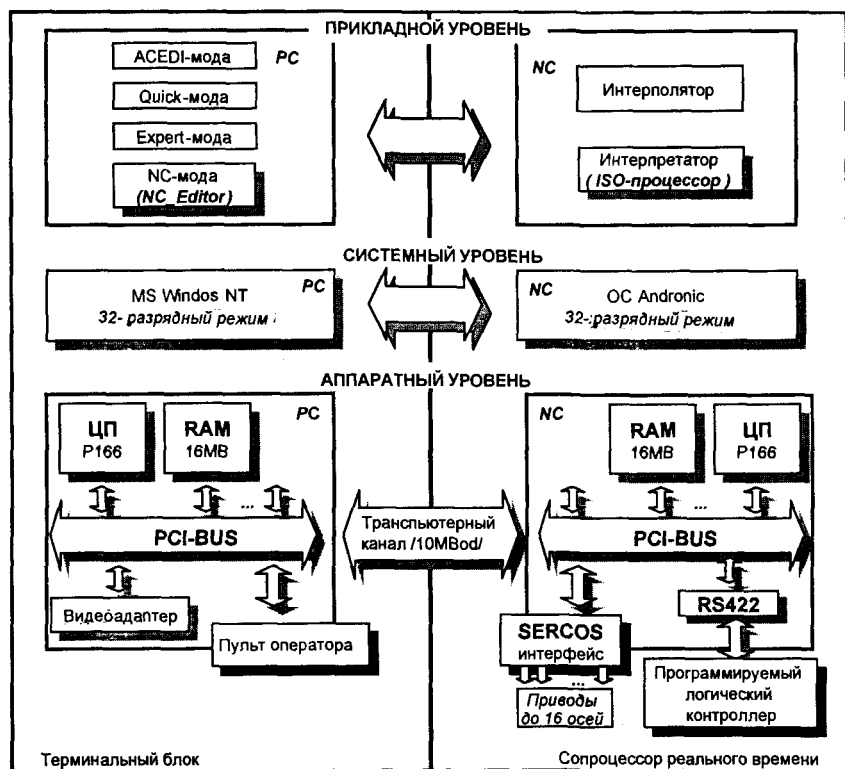 ПРИКЛАДНОЙ УРОВЕНЬ
PC
ACEDI-мода
Quick-мода
Expert-мода
NC-мода
(NC_Editor)
NC
Интерполятор
Интерпретатор
( ISO-процессор )
СИСТЕМНЫЙ УРОВЕНЬ
MS Windos NT
PC
32- разрядный режим
NC
ОС Andronic
32-:разрядный режим
АППАРАТНЫЙ УРОВЕНЬ
PC
ЦП
P166
RAM
16MB
...
PCI-BUS
Видеоадаптер
Пульт оператора
Транспьютерный
канал /10MBod/
NC
RAM
16MB
ЦП
P166
...
PCI-BUS
RS422
SERCOS
интерфейс
...
Приводы
до 16 осей
Программируемый
логический
контроллер
Терминальный блок
Сопроцессор реального времени